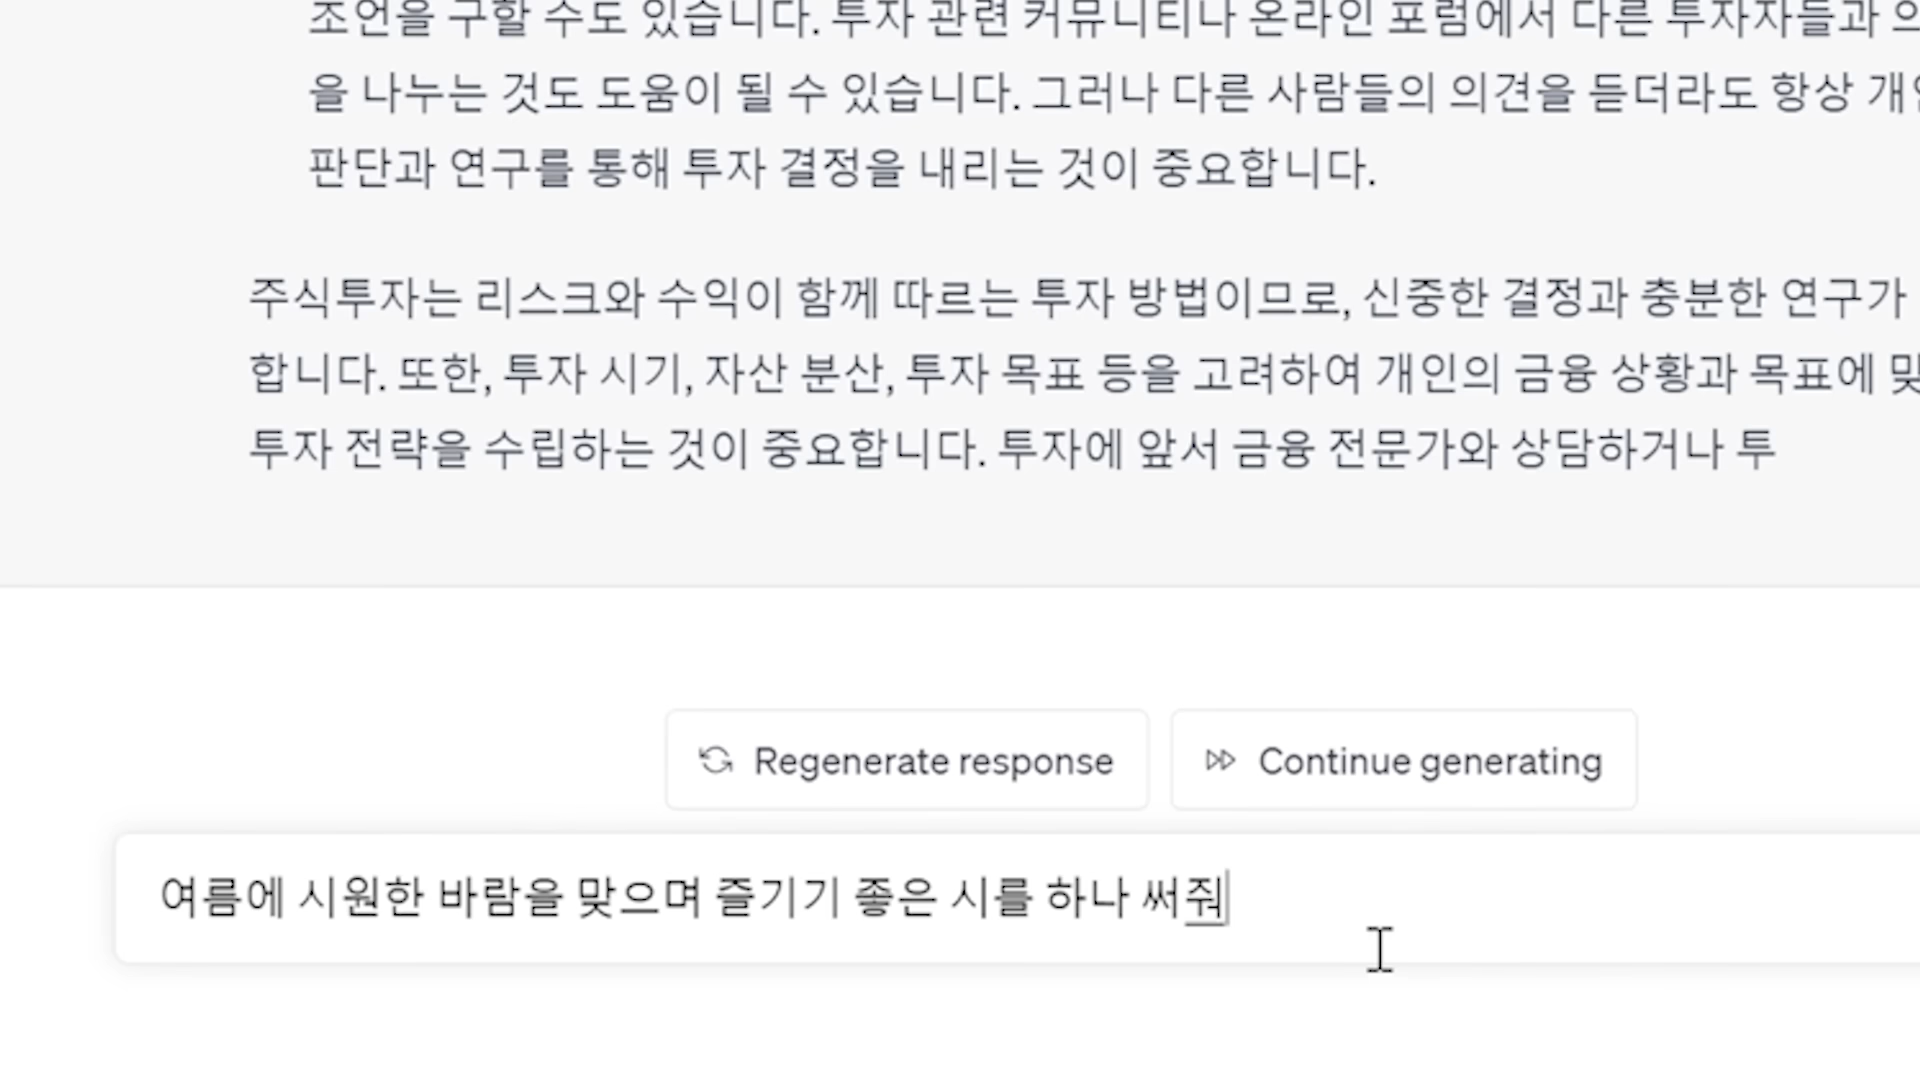 조언을 구할 수도 있습니다. 투자 관련 커뮤니티나 온라인 포럼에서 다른 투자자들과
을 나누는 것도 도움이 될 수 있습니다. 그러나 다른 사람들의 의견을 듣더라도 항상
판단과 연구를 통해 투자 결정을 내리는 것이 중요합니다.
주식투자는 리스크와 수익이 함께 따르는 투자 방법이므로, 신중한 결정과 충분한 연구가
합니다. 또한, 투자 시기, 자산 분산, 투자 목표 등을 고려하여 개인의 금융 상황과 목표에
투자 전략을 수립하는 것이 중요합니다. 투자에 앞서 금융 전문가와 상담하거나 투
Regenerate response
Continue generating
여름에 시원한 바람을 맞으며 즐기기 좋은 시를 하나 써줘